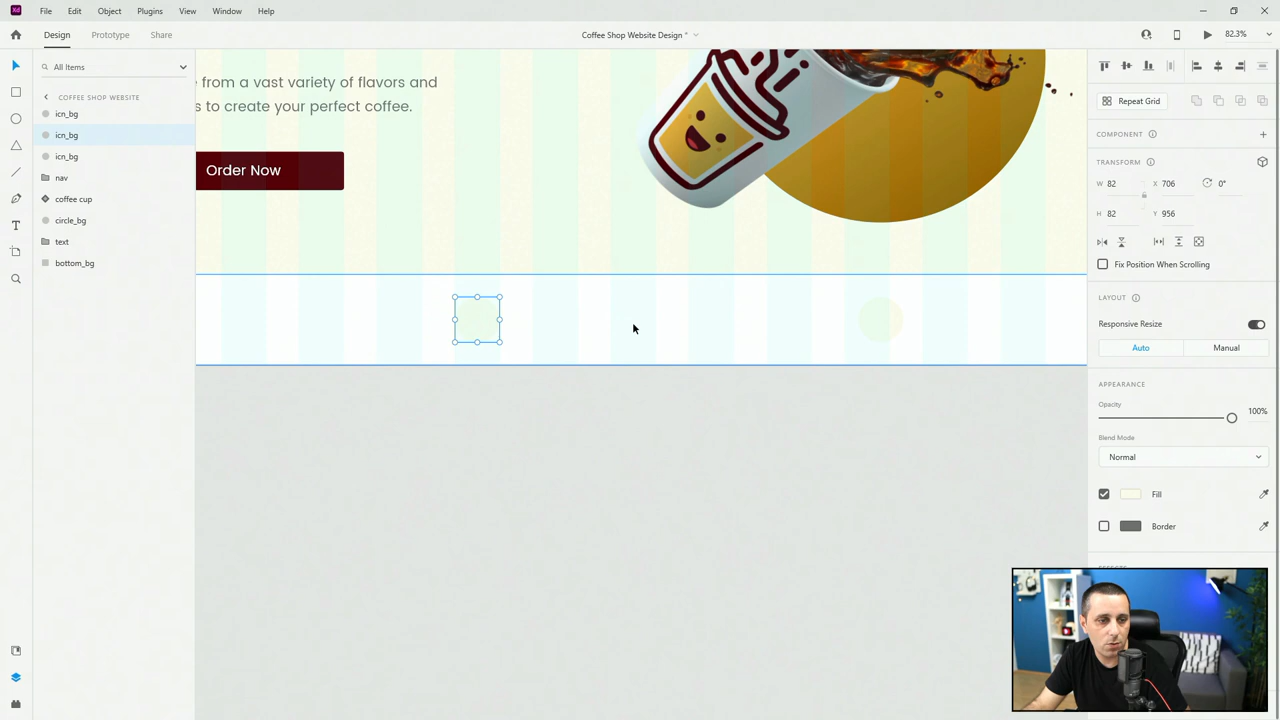 Xd File Edit Object Plugins View Window Help
Design Prototype Share Coffee Shop Website Design * 82.3%
All Items
COFFEE SHOP WEBSITE
icn_bg
icn_bg
icn_bg
nav
coffee cup
circle_bg
text
bottom_bg
from a vast variety of flavors and
s to create your perfect coffee.
Order Now
Repeat Grid
COMPONENT
TRANSFORM
W 82 X 706 0°
H 82 Y 956
Fix Position When Scrolling
LAYOUT
Responsive Resize
Auto Manual
APPEARANCE
Opacity
100%
Blend Mode
Normal
Fill
Border